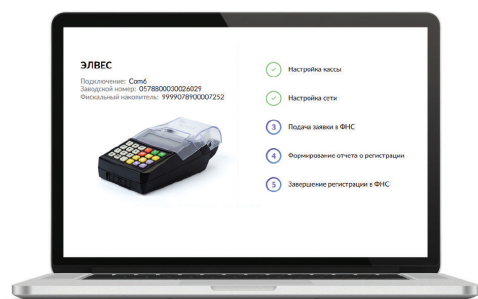 ЭЛВЕС
Подключение: Com6
Заводской номер: 0578800030026029
Фискальный накопитель: 9999078900007252
Настройка кассы
Настройка сети
3 Подача заявки в ФНС
4 Формирование отчета о регистрации
5 Завершение регистрации в ФНС